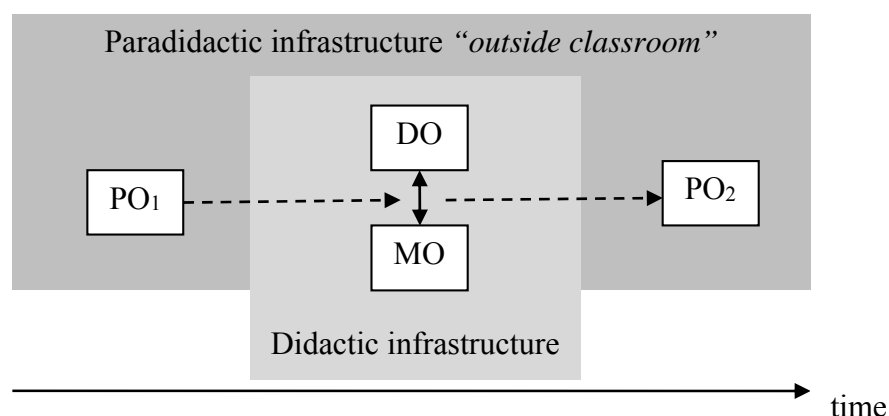 Paradidactic infrastructure “outside classroom”
DO
PO1
PO2
MO
Didactic infrastructure
time